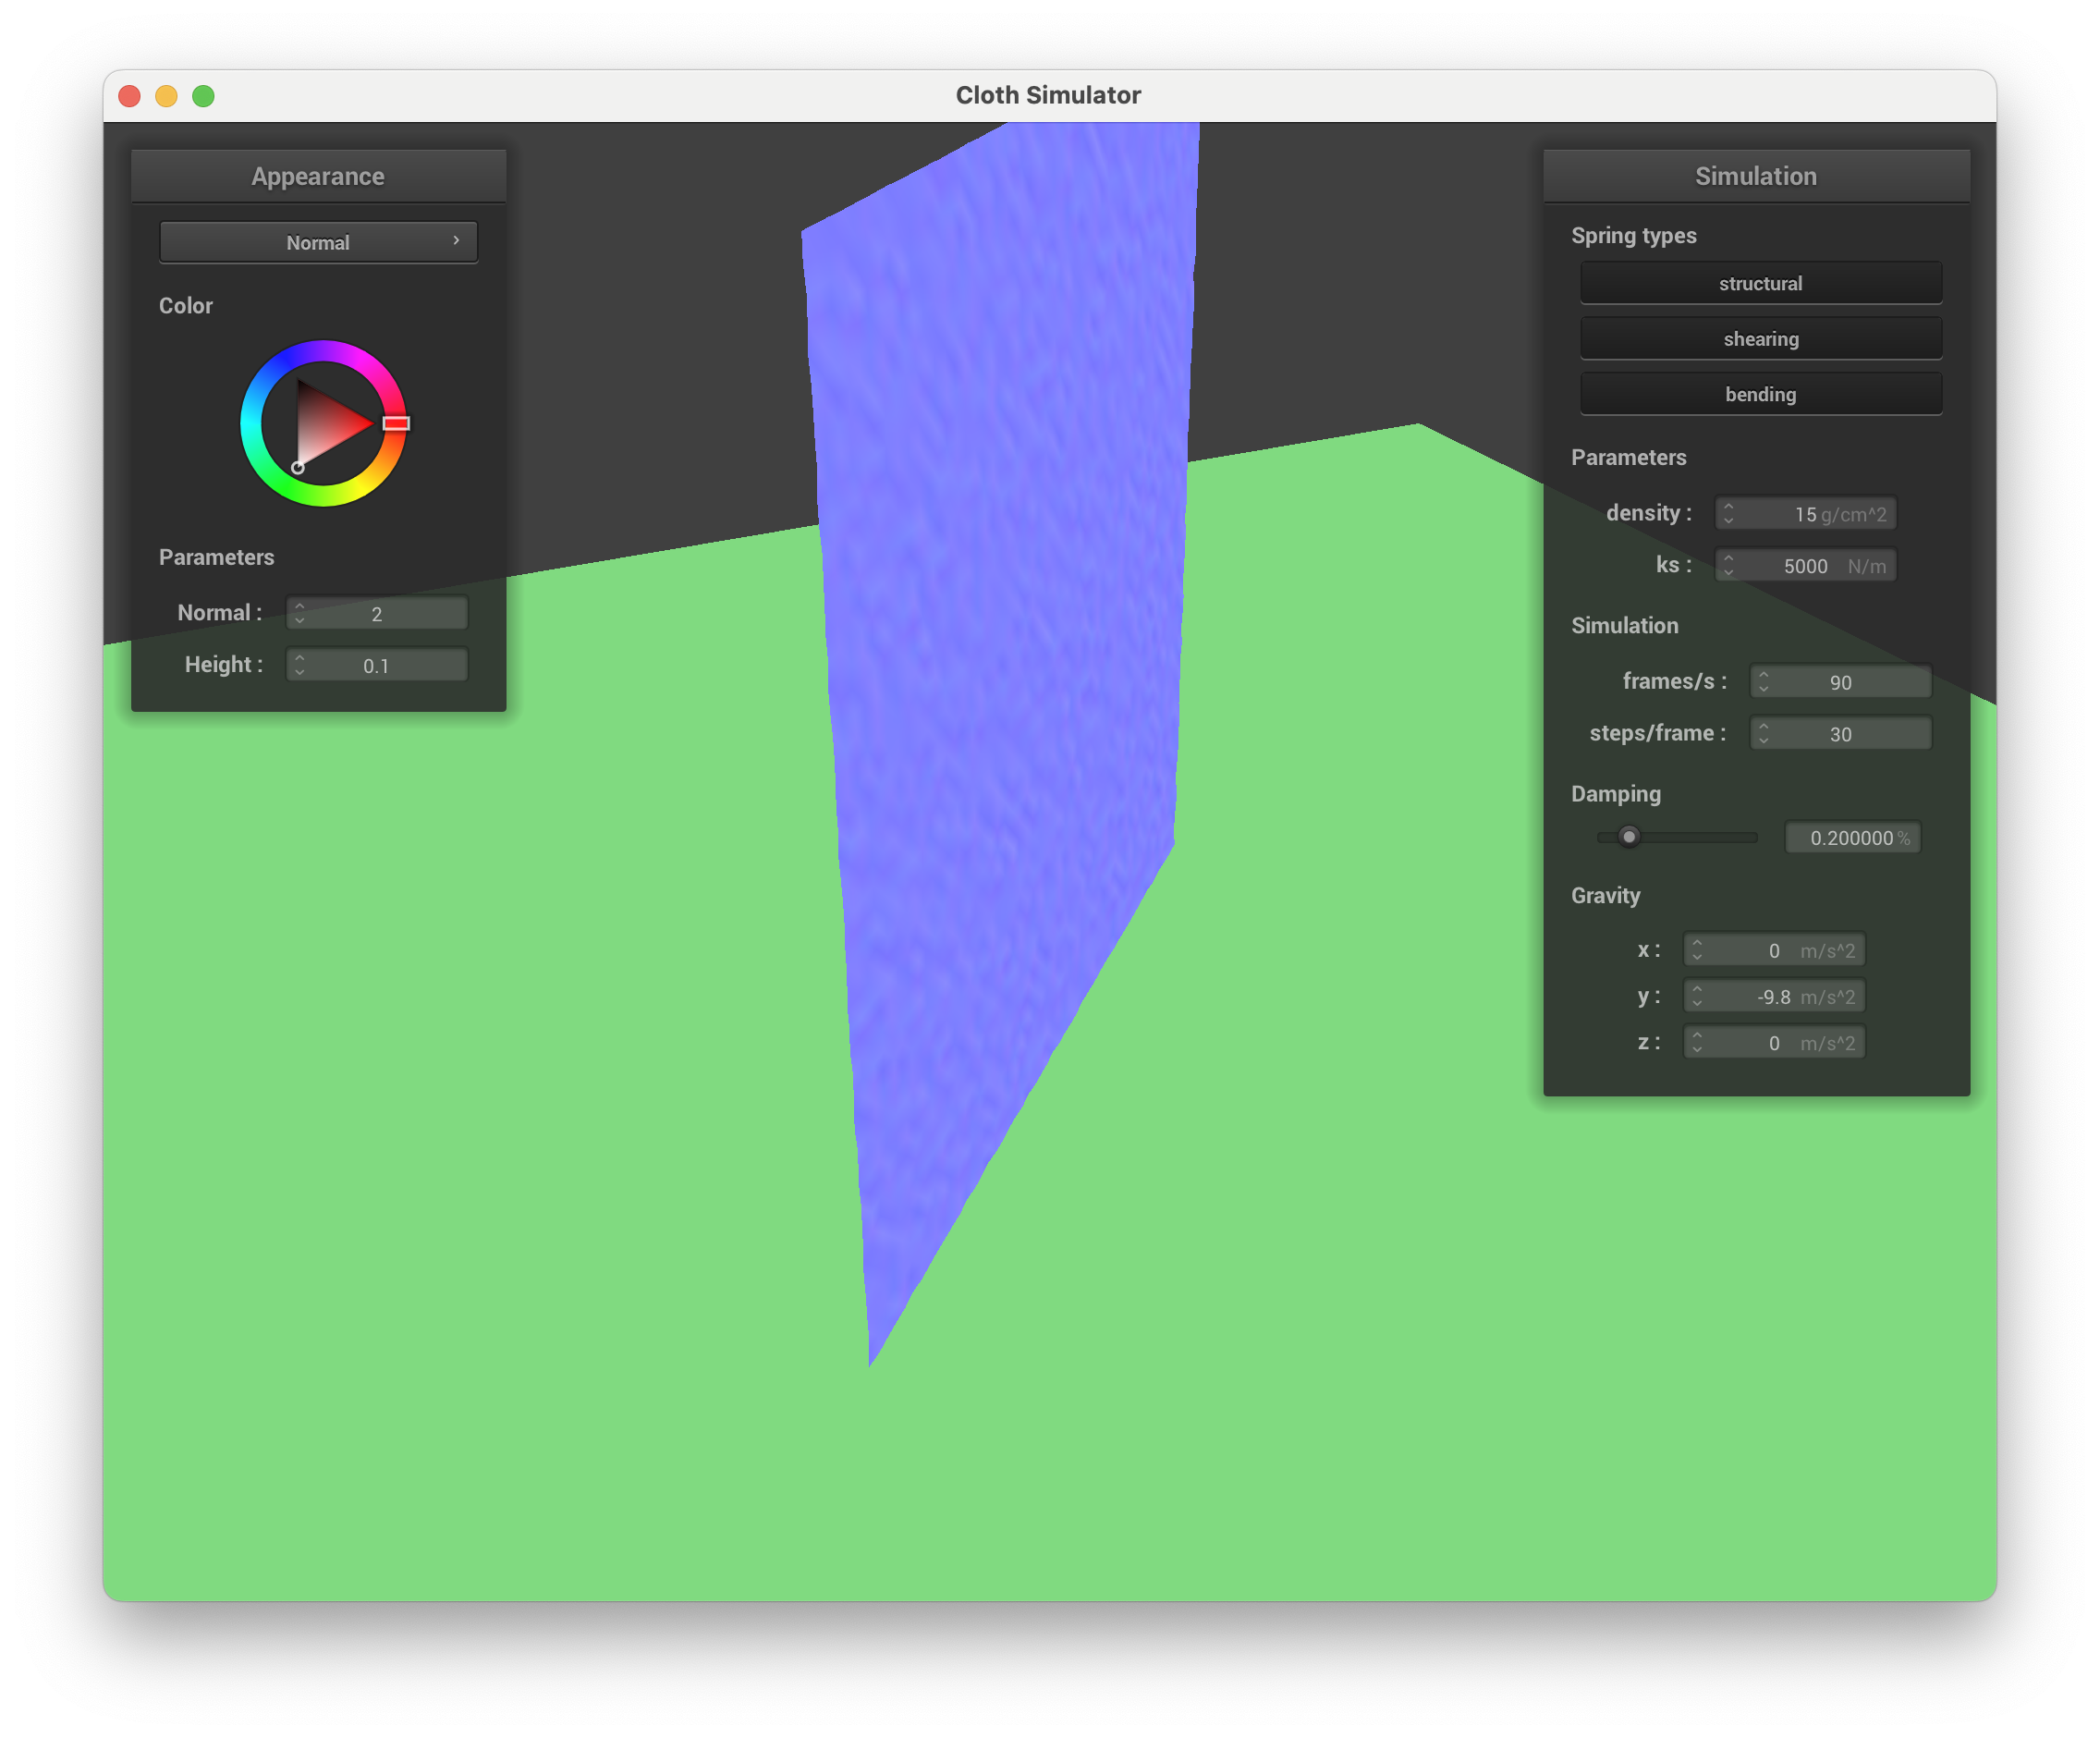 Cloth Simulator
Appearance
Normal
Color
Parameters
Normal : 2
Height : 0.1
Simulation
Spring types
structural
shearing
bending
Parameters
density : 15 g/cm^2
ks : 5000 N/m
Simulation
frames/s : 90
steps/frame : 30
Damping
0.200000 %
Gravity
x : 0 m/s^2
y : -9.8 m/s^2
z : 0 m/s^2